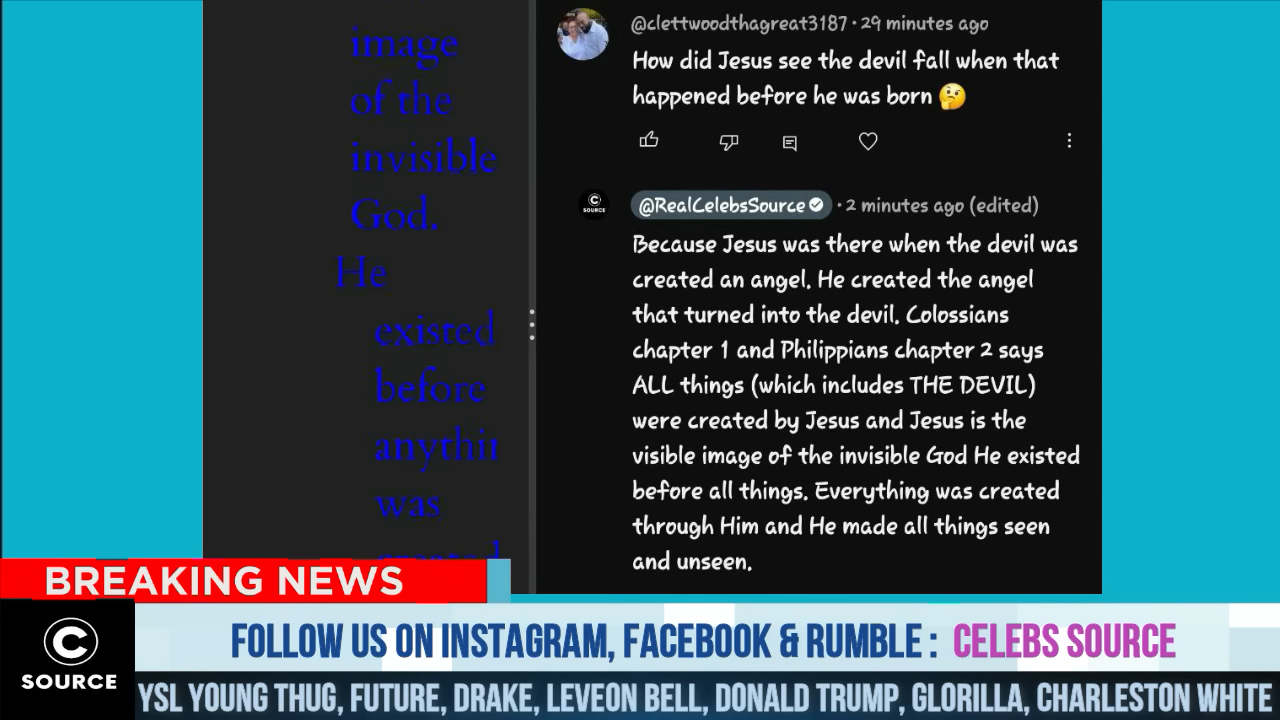 image
of the
invisible
God.
He
existed
before
was
@clettwoodthagreat3187 · 29 minutes ago
How did Jesus see the devil fall when that
happened before he was born 🤔
C
SOURCE
@RealCelebsSource · 2 minutes ago (edited)
Because Jesus was there when the devil was
created an angel. He created the angel
that turned into the devil. Colossians
chapter 1 and Philippians chapter 2 says
ALL things (which includes THE DEVIL)
were created by Jesus and Jesus is the
visible image of the invisible God He existed
before all things. Everything was created
through Him and He made all things seen
and unseen.
BREAKING NEWS
C
SOURCE
FOLLOW US ON INSTAGRAM, FACEBOOK & RUMBLE : CELEBS SOURCE
YSL YOUNG THUG, FUTURE, DRAKE, LEVEON BELL, DONALD TRUMP, GLORILLA, CHARLESTON WHITE